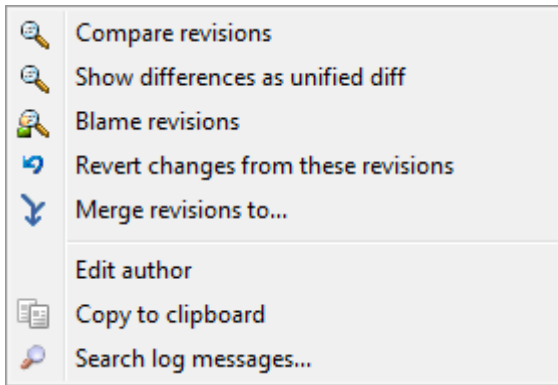 Compare revisions
Show differences as unified diff
Blame revisions
Revert changes from these revisions
Merge revisions to...
Edit author
Copy to clipboard
Search log messages...